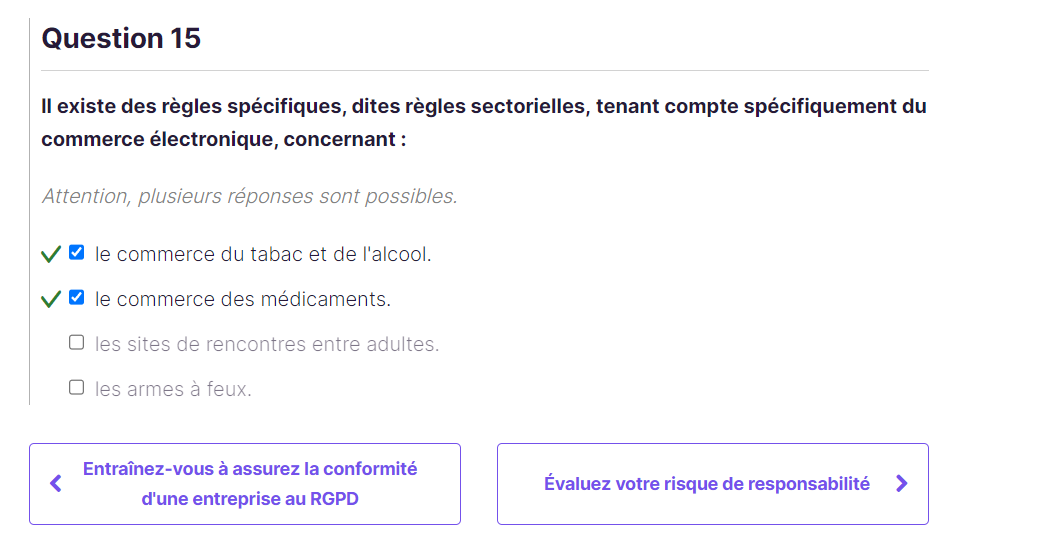 Question 15
Il existe des règles spécifiques, dites règles sectorielles, tenant compte spécifiquement du
commerce électronique, concernant :
Attention, plusieurs réponses sont possibles.
le commerce du tabac et de l'alcool.
le commerce des médicaments.
les sites de rencontres entre adultes.
les armes à feux.
Entraînez-vous à assurez la conformité
d'une entreprise au RGPD
Évaluez votre risque de responsabilité